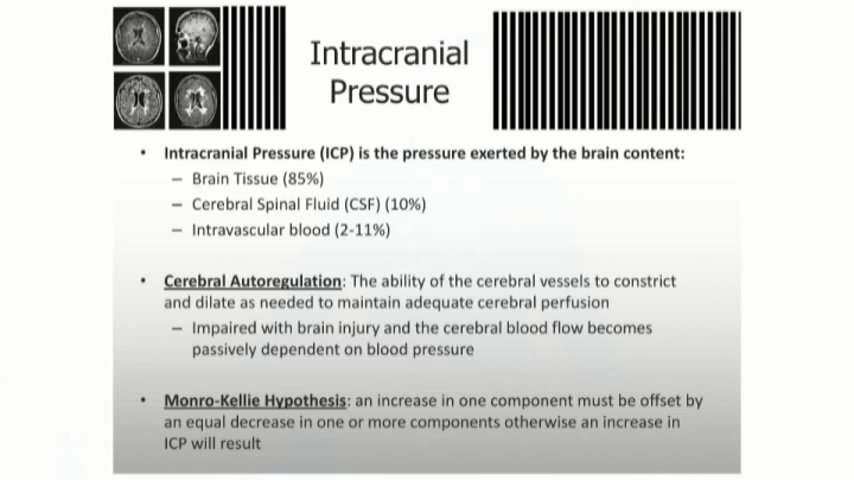 Intracranial
Pressure
• Intracranial Pressure (ICP) is the pressure exerted by the brain content:
– Brain Tissue (85%)
– Cerebral Spinal Fluid (CSF) (10%)
– Intravascular blood (2-11%)
• Cerebral Autoregulation: The ability of the cerebral vessels to constrict
and dilate as needed to maintain adequate cerebral perfusion
– Impaired with brain injury and the cerebral blood flow becomes
passively dependent on blood pressure
• Monro-Kellie Hypothesis: an increase in one component must be offset by
an equal decrease in one or more components otherwise an increase in
ICP will result